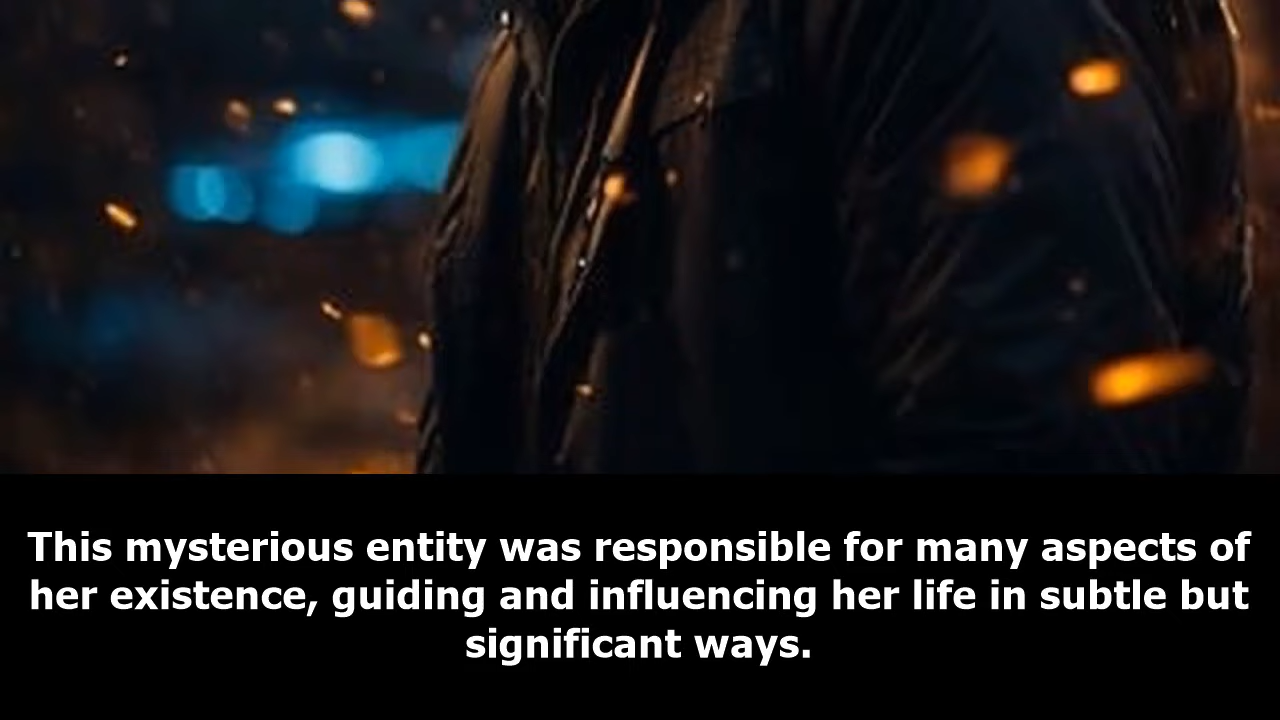 This mysterious entity was responsible for many aspects of
her existence, guiding and influencing her life in subtle but
significant ways.